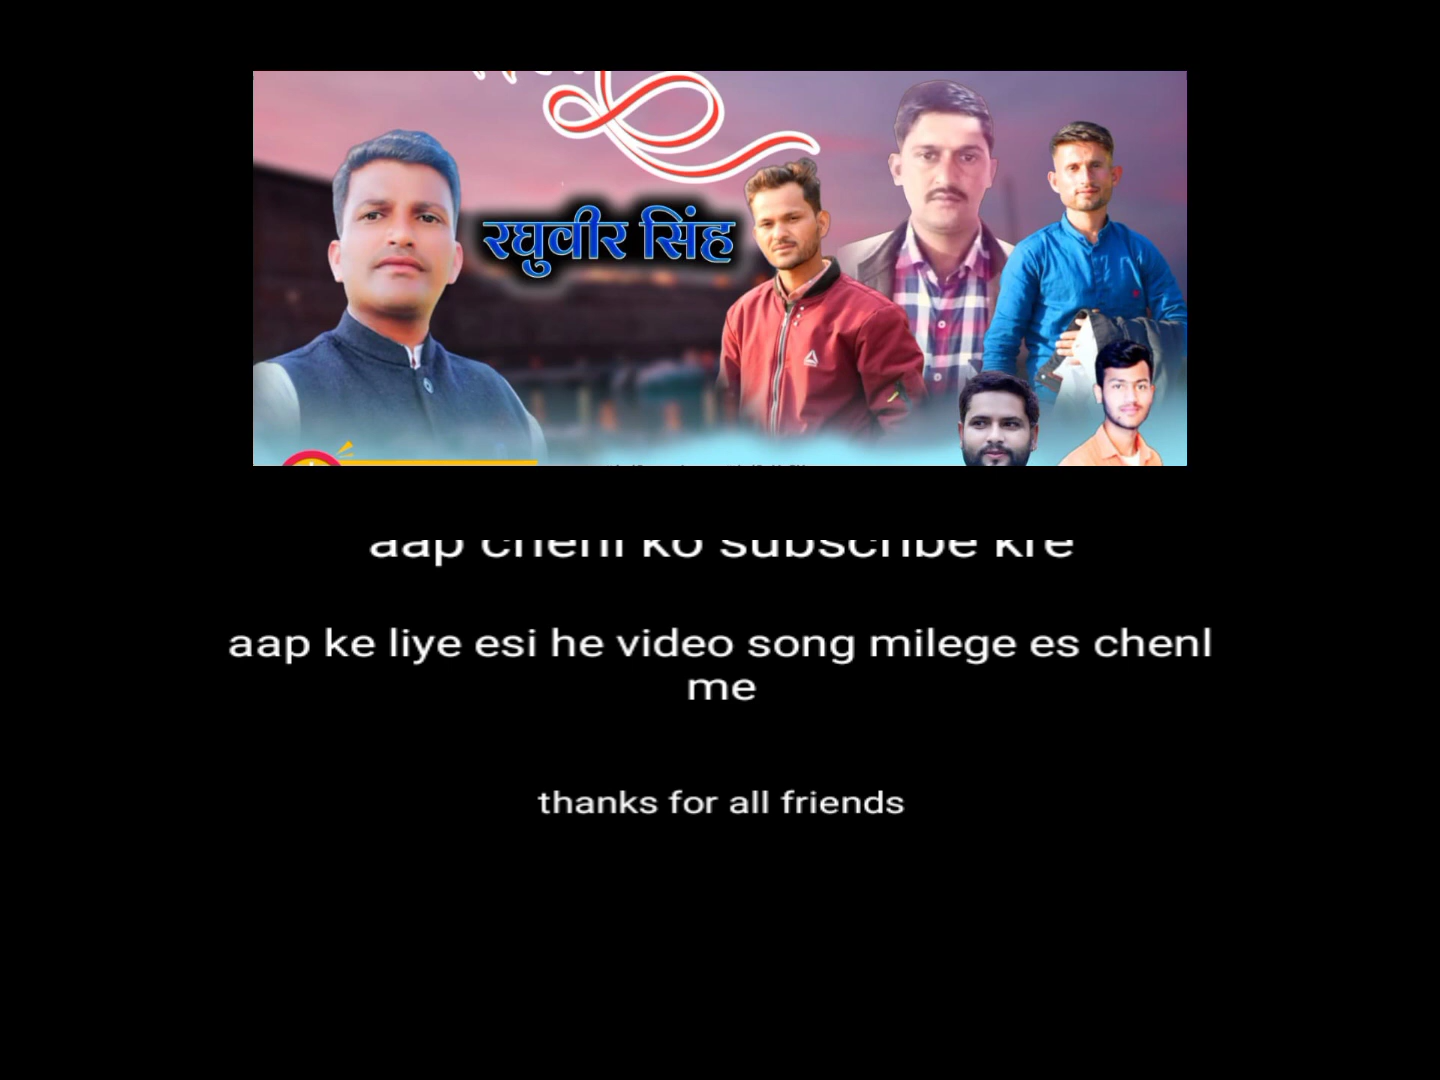 रघुवीर सिंह
aap chenl ko subscribe kre
aap ke liye esi he video song milege es chenl
me
thanks for all friends